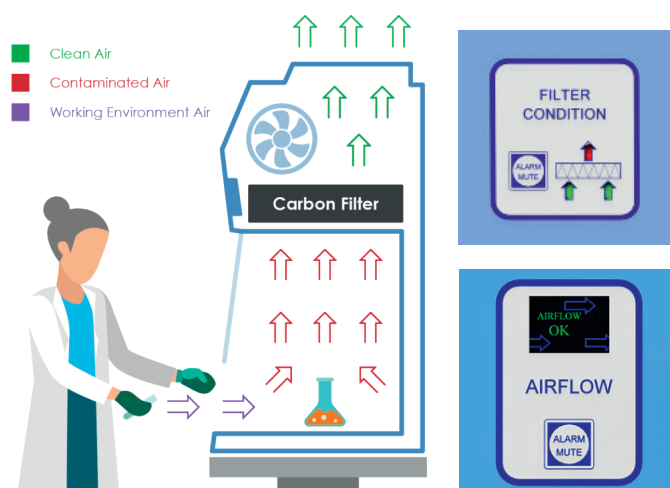 Clean Air
Contaminated Air
Working Environment Air
Carbon Filter
FILTER
CONDITION
ALARM
MUTE
AIRFLOW
OK
AIRFLOW
ALARM
MUTE